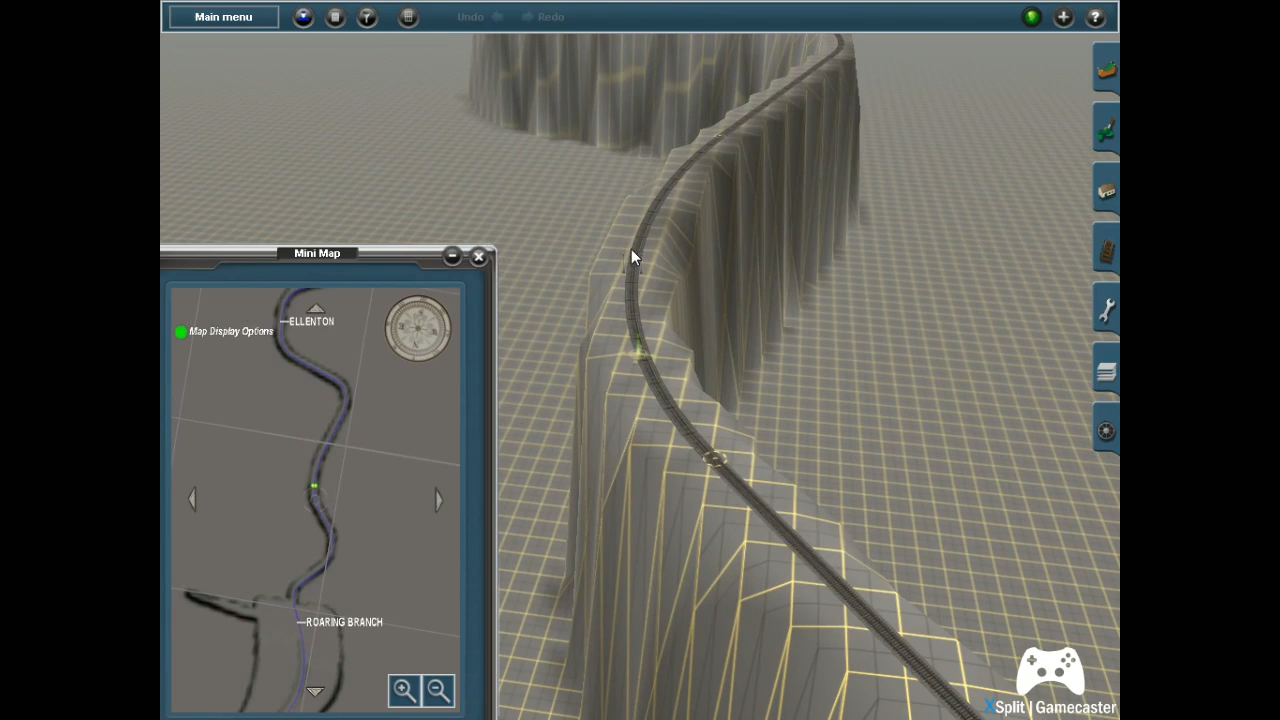 Main menu
Undo
Redo
?
Mini Map
ELLENTON
Map Display Options
ROARING BRANCH
XSplit | Gamecaster